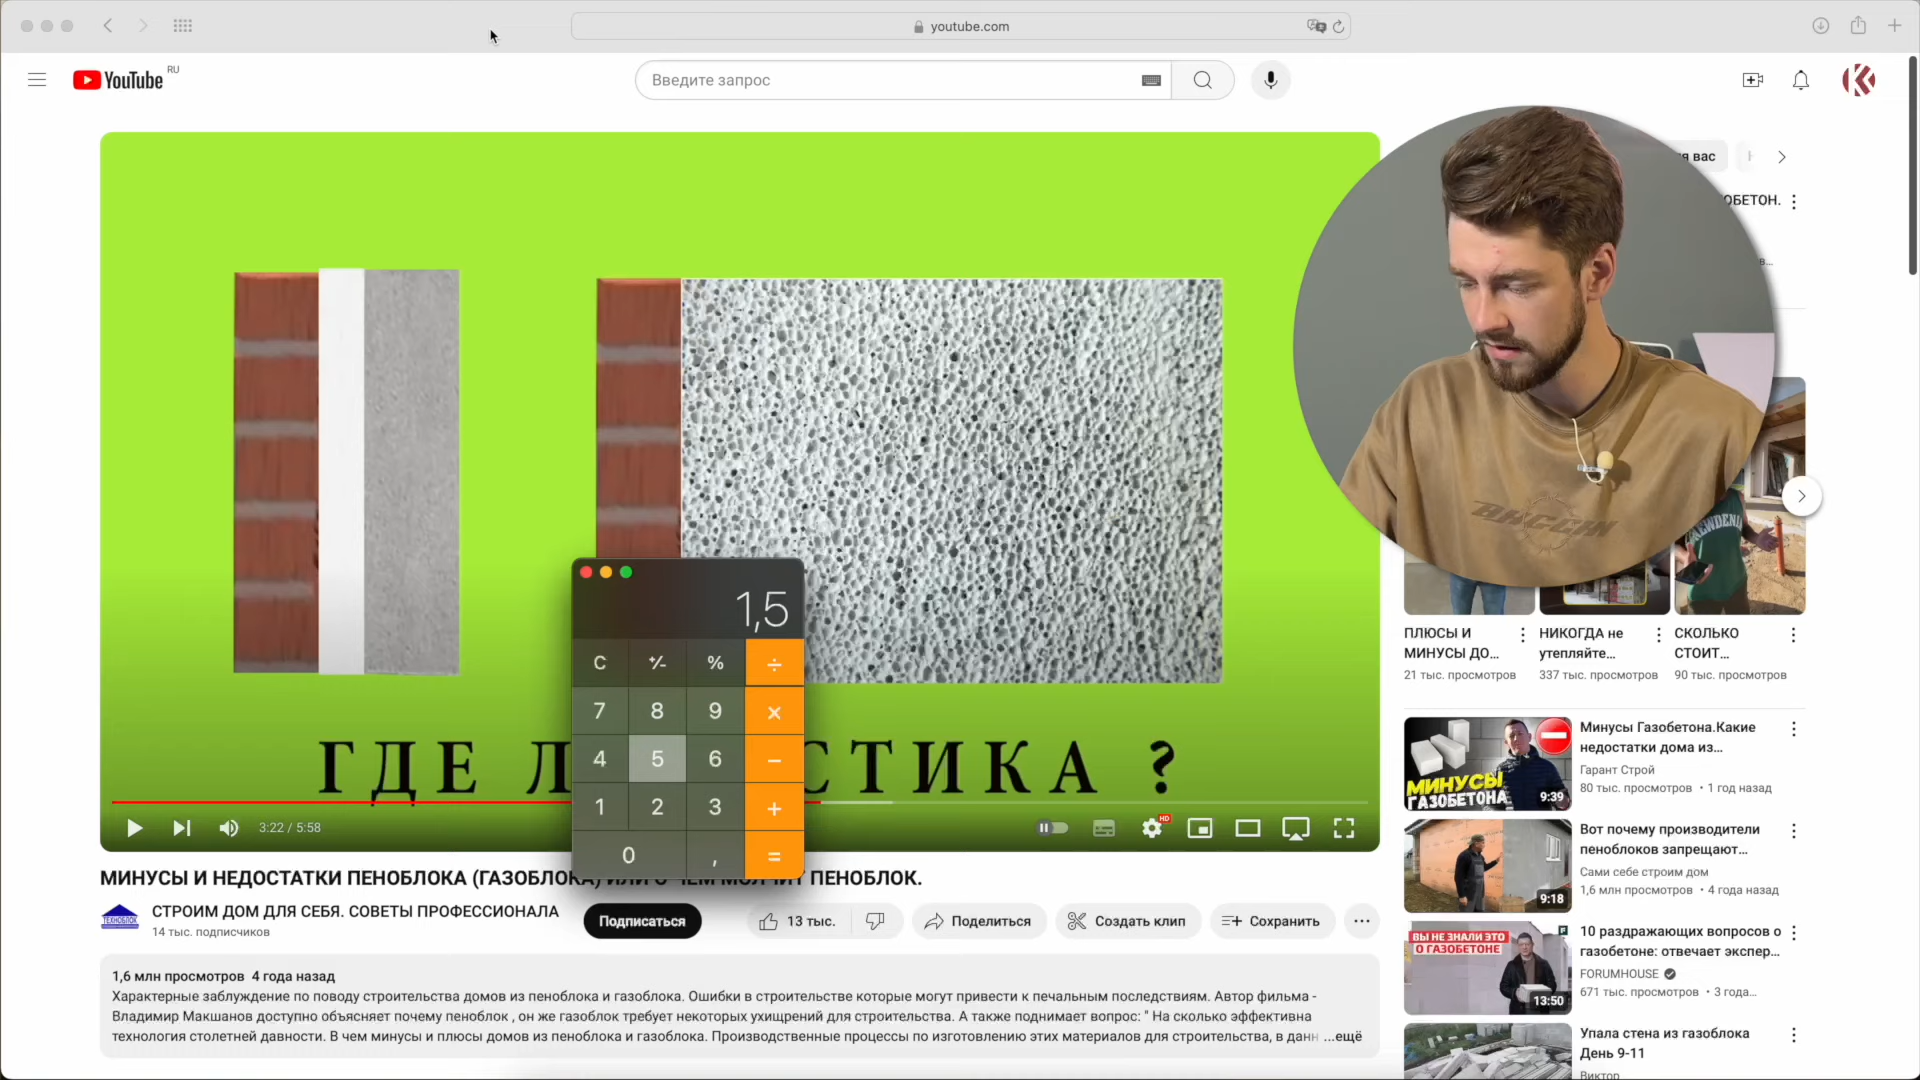 youtube.com
YouTube RU
Введите запрос
я вас
ОБЕТОН.
в...
ГДЕ Л СТИКА ?
1,5
C +/- % ÷
7 8 9 ×
4 5 6 −
1 2 3 +
0 , =
3:22 / 5:58
HD
МИНУСЫ И НЕДОСТАТКИ ПЕНОБЛОКА (ГАЗОБЛОКА) ИЛИ О ЧЕМ МОЛЧИТ ПЕНОБЛОК.
ТЕХНОБЛОК
СТРОИМ ДОМ ДЛЯ СЕБЯ. СОВЕТЫ ПРОФЕССИОНАЛА
14 тыс. подписчиков
Подписаться
13 тыс.
Поделиться
Создать клип
Сохранить
1,6 млн просмотров 4 года назад
Характерные заблуждение по поводу строительства домов из пеноблока и газоблока. Ошибки в строительстве которые могут привести к печальным последствиям. Автор фильма -
Владимир Макшанов доступно объясняет почему пеноблок , он же газоблок требует некоторых ухищрений для строительства. А также поднимает вопрос: " На сколько эффективна
технология столетней давности. В чем минусы и плюсы домов из пеноблока и газоблока. Производственные процессы по изготовлению этих материалов для строительства, в данн ...ещё
ПЛЮСЫ И
МИНУСЫ ДО...
21 тыс. просмотров
НИКОГДА не
утепляйте...
337 тыс. просмотров
СКОЛЬКО
СТОИТ...
90 тыс. просмотров
МИНУСЫ
ГАЗОБЕТОНА
9:39
Минусы Газобетона.Какие
недостатки дома из...
Гарант Строй
80 тыс. просмотров • 1 год назад
9:18
Вот почему производители
пеноблоков запрещают...
Сами себе строим дом
1,6 млн просмотров • 4 года назад
ВЫ НЕ ЗНАЛИ ЭТО
О ГАЗОБЕТОНЕ
13:50
10 раздражающих вопросов о
газобетоне: отвечает экспер...
FORUMHOUSE
671 тыс. просмотров • 3 года...
Упала стена из газоблока
День 9-11
Виктор